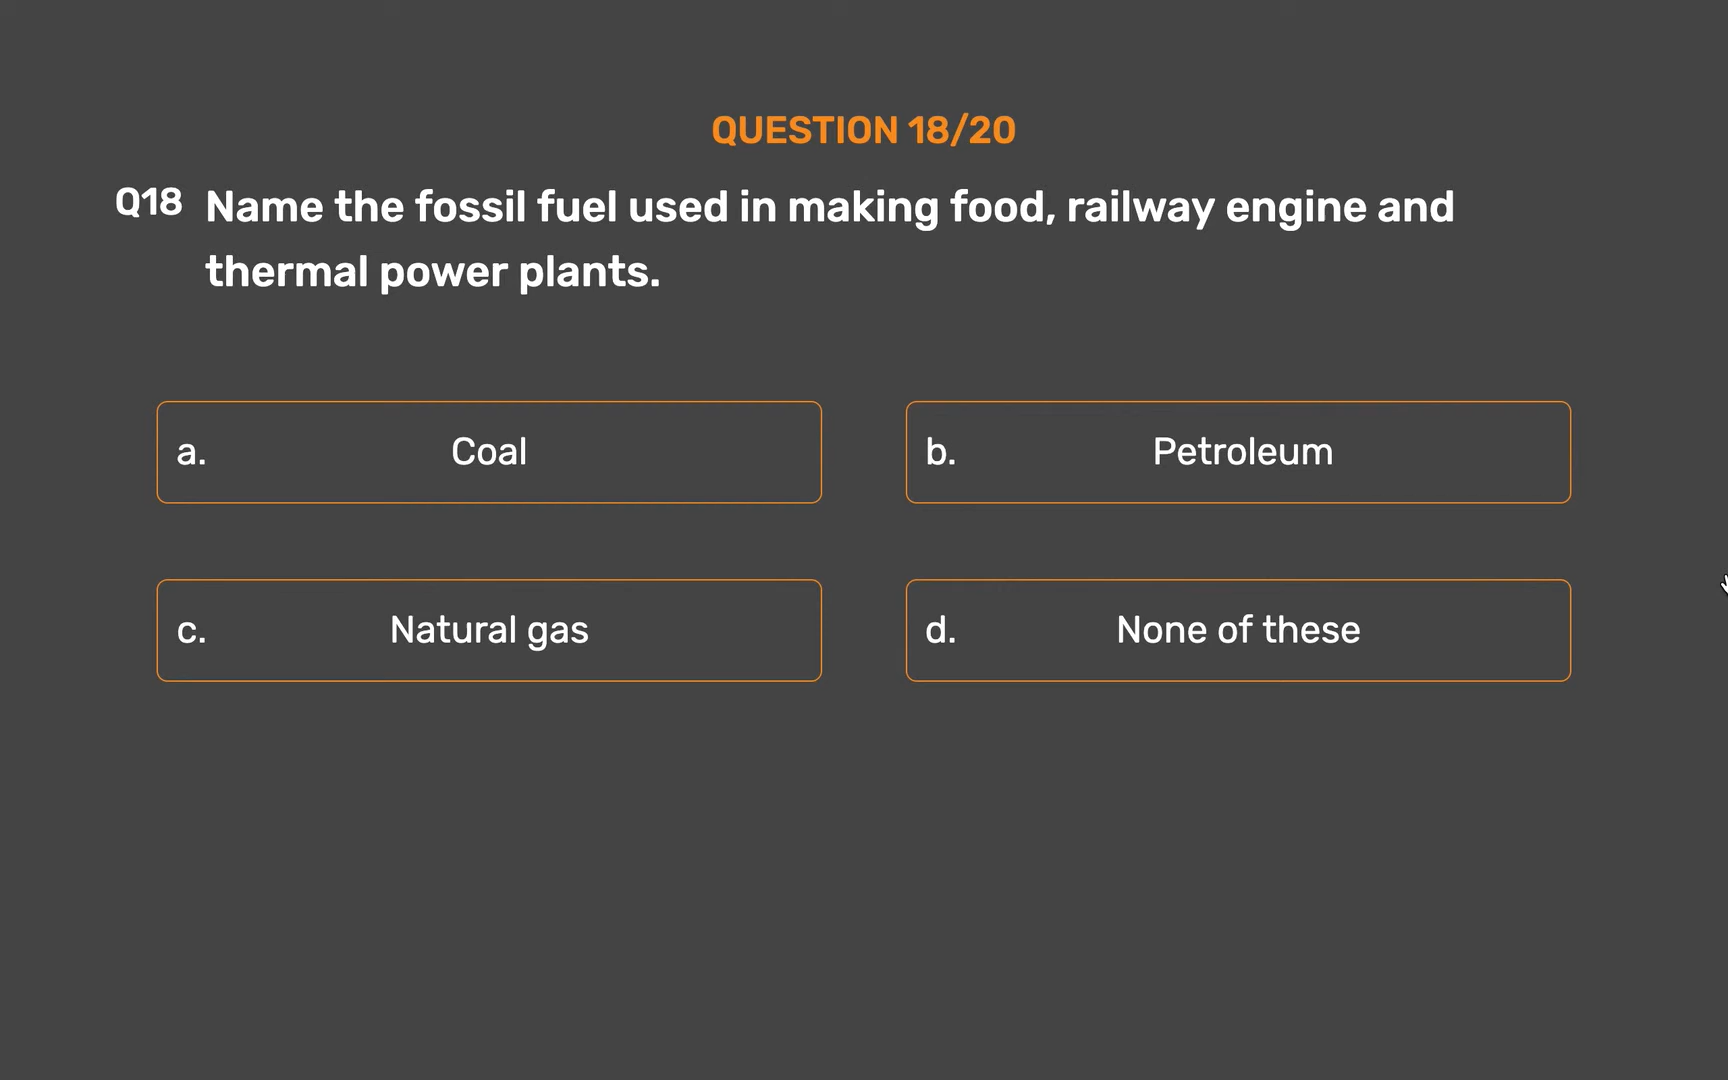 QUESTION 18/20
Q18 Name the fossil fuel used in making food, railway engine and
thermal power plants.
a. Coal
b. Petroleum
c. Natural gas
d. None of these